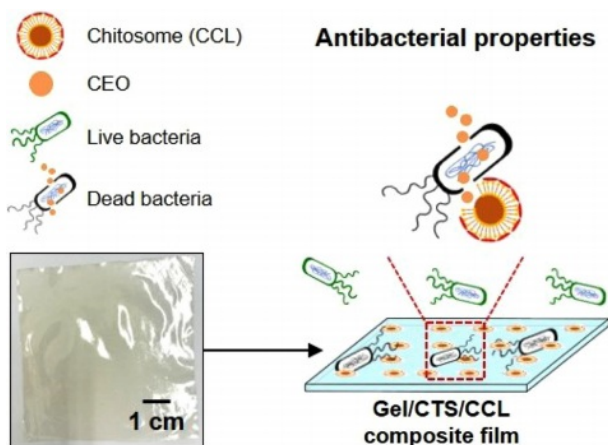 Chitosome (CCL)
CEO
Live bacteria
Dead bacteria
Antibacterial properties
1 cm
Gel/CTS/CCL
composite film